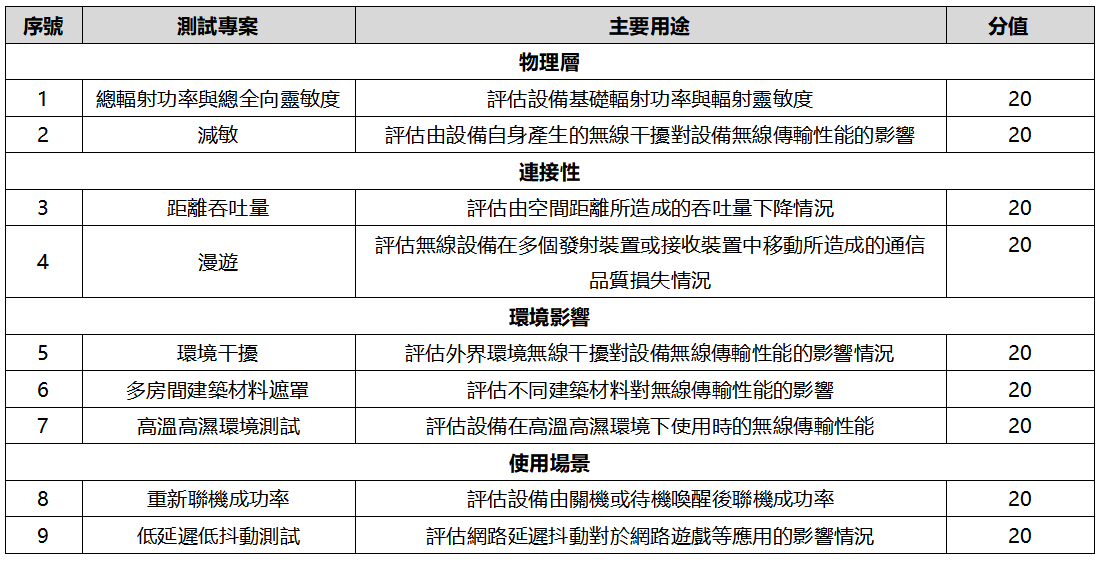 序號 測試專案 主要用途 分值
物理層
1 總輻射功率與總全向靈敏度 評估設備基礎輻射功率與輻射靈敏度 20
2 減敏 評估由設備自身產生的無線干擾對設備無線傳輸性能的影響 20
連接性
3 距離吞吐量 評估由空間距離所造成的吞吐量下降情況 20
4 漫遊 評估無線設備在多個發射裝置或接收裝置中移動所造成的通信 20
品質損失情況
環境影響
5 環境干擾 評估外界環境無線干擾對設備無線傳輸性能的影響情況 20
6 多房間建築材料遮罩 評估不同建築材料對無線傳輸性能的影響 20
7 高溫高濕環境測試 評估設備在高溫高濕環境下使用時的無線傳輸性能 20
使用場景
8 重新聯機成功率 評估設備由關機或待機喚醒後聯機成功率 20
9 低延遲低抖動測試 評估網路延遲抖動對於網路遊戲等應用的影響情況 20